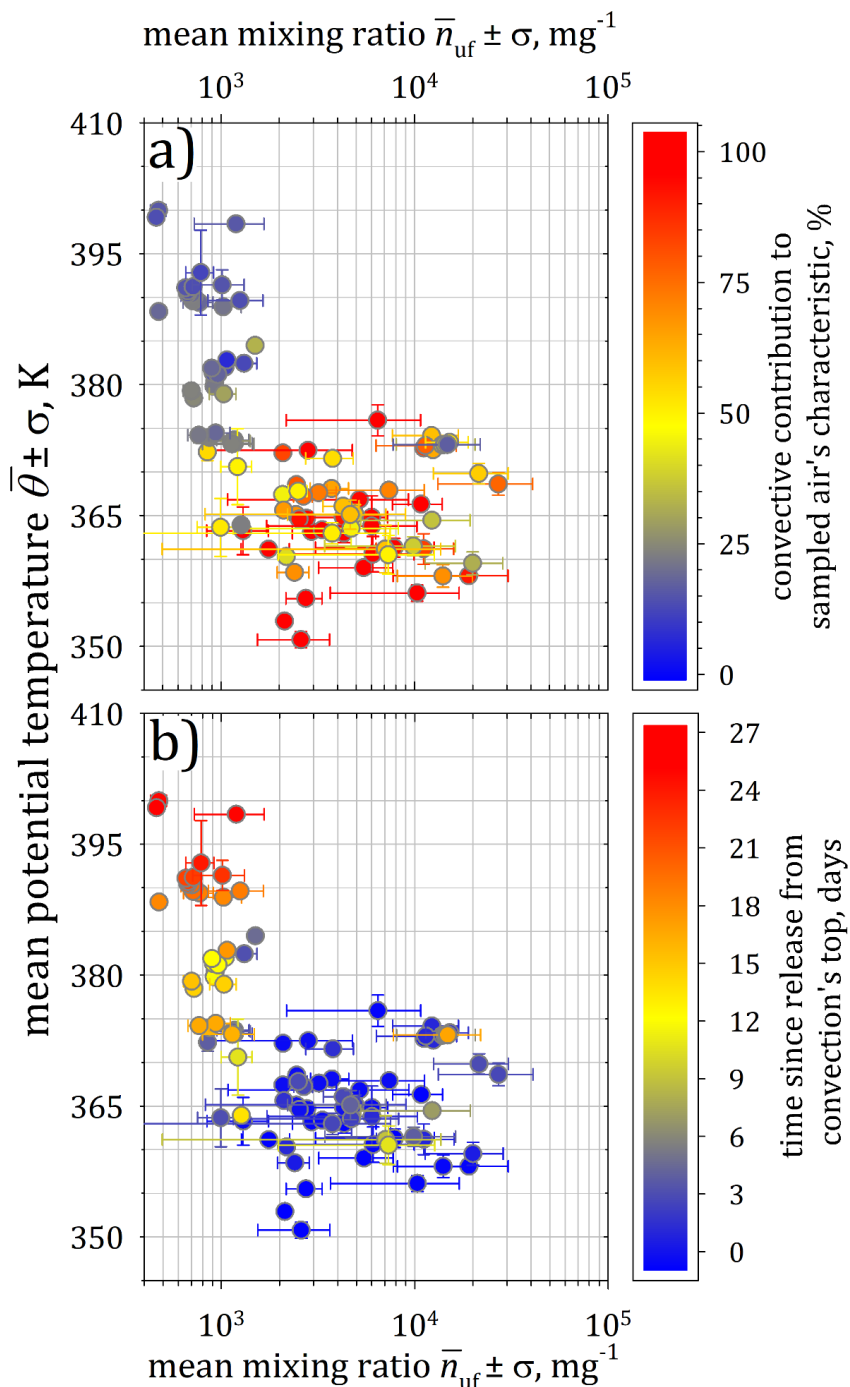 mean mixing ratio n̅uf ± σ, mg-1
103 104 105
410
a)
395
380
365
350
100
75
50
25
0
convective contribution to
sampled air's characteristic, %
mean potential temperature θ̅ ± σ, K
410
b)
395
380
365
350
27
24
21
18
15
12
9
6
3
0
time since release from
convection's top, days
103 104 105
mean mixing ratio n̅uf ± σ, mg-1